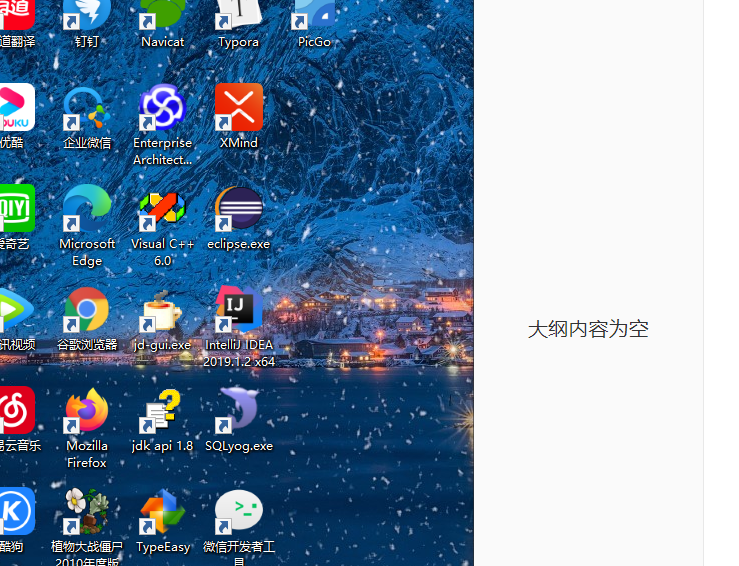 道翻译
钉钉
Navicat
Typora
PicGo
优酷
企业微信
Enterprise
Architect...
XMind
爱奇艺
Microsoft
Edge
Visual C++
6.0
eclipse.exe
讯视频
谷歌浏览器
jd-gui.exe
IntelliJ IDEA
2019.1.2 x64
大纲内容为空
易云音乐
Mozilla
Firefox
jdk api 1.8
SQLyog.exe
酷狗
植物大战僵尸
2010年度版
TypeEasy
微信开发者工
具